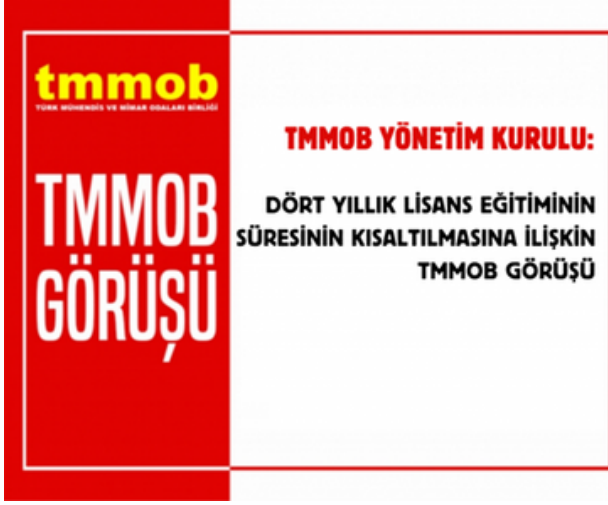 tmmob
TÜRK MÜHENDİS VE MİMAR ODALARI BİRLİĞİ
TMMOB
GÖRÜŞÜ
TMMOB YÖNETİM KURULU:
DÖRT YILLIK LİSANS EĞİTİMİNİN
SÜRESİNİN KISALTILMASINA İLİŞKİN
TMMOB GÖRÜŞÜ